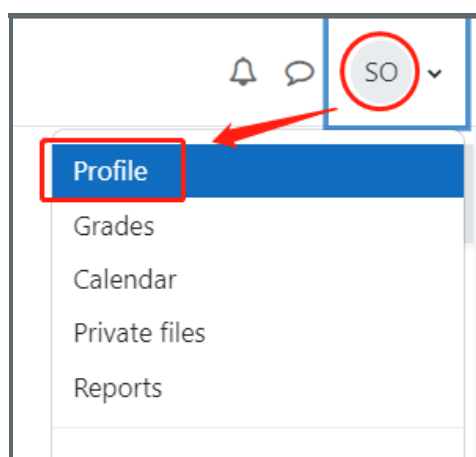 SO
Profile
Grades
Calendar
Private files
Reports